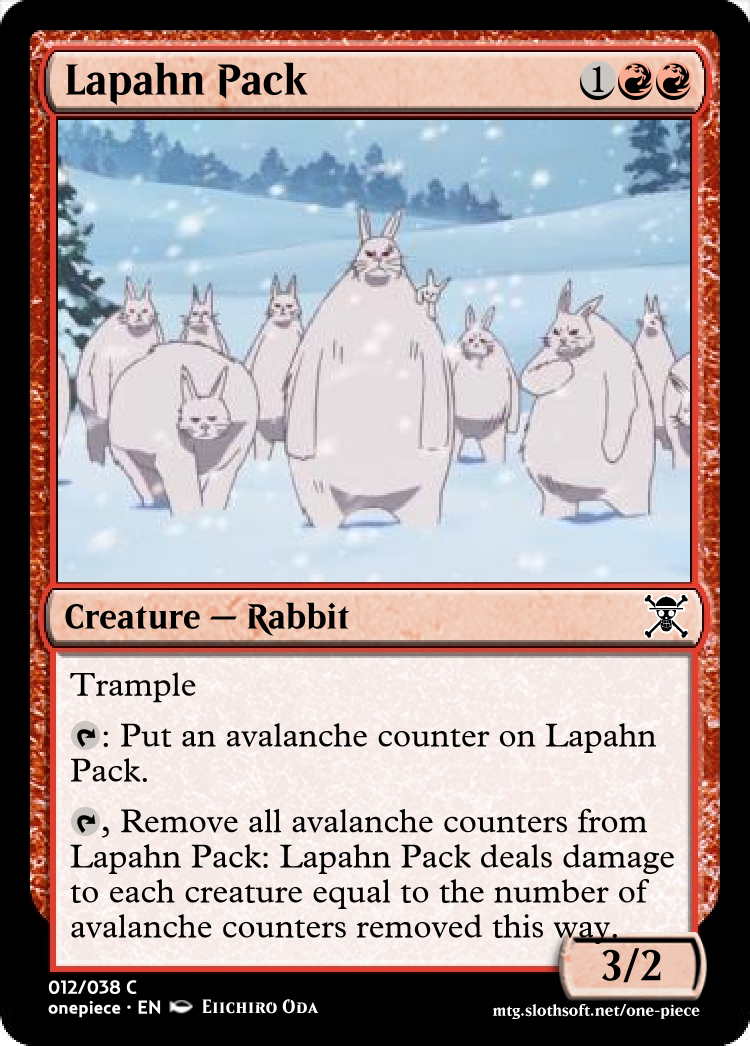 Lapahn Pack 1
Creature — Rabbit
Trample
: Put an avalanche counter on Lapahn
Pack.
, Remove all avalanche counters from
Lapahn Pack: Lapahn Pack deals damage
to each creature equal to the number of
avalanche counters removed this way.
3/2
012/038 C
onepiece · EN Eiichiro Oda
mtg.slothsoft.net/one-piece